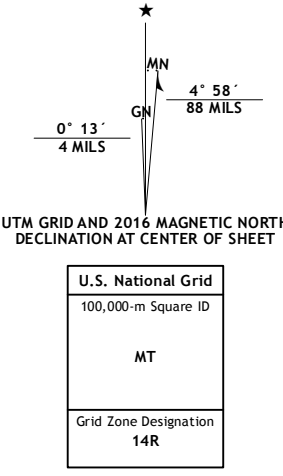 ★
MN
4° 58´
88 MILS
GN
0° 13´
4 MILS
UTM GRID AND 2016 MAGNETIC NORTH
DECLINATION AT CENTER OF SHEET
U.S. National Grid
100,000-m Square ID
MT
Grid Zone Designation
14R